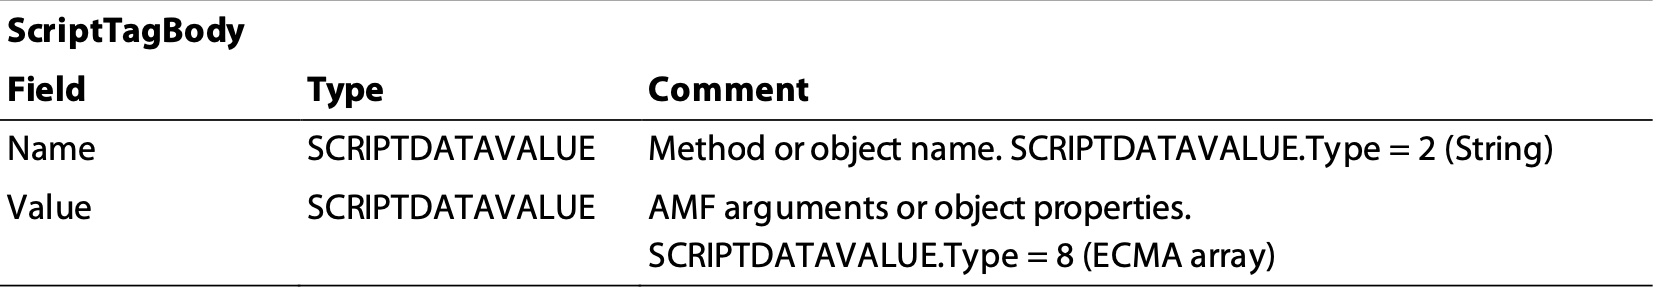 ScriptTagBody
Field Type Comment
Name SCRIPTDATAVALUE Method or object name. SCRIPTDATAVALUE.Type = 2 (String)
Value SCRIPTDATAVALUE AMF arguments or object properties.
SCRIPTDATAVALUE.Type = 8 (ECMA array)